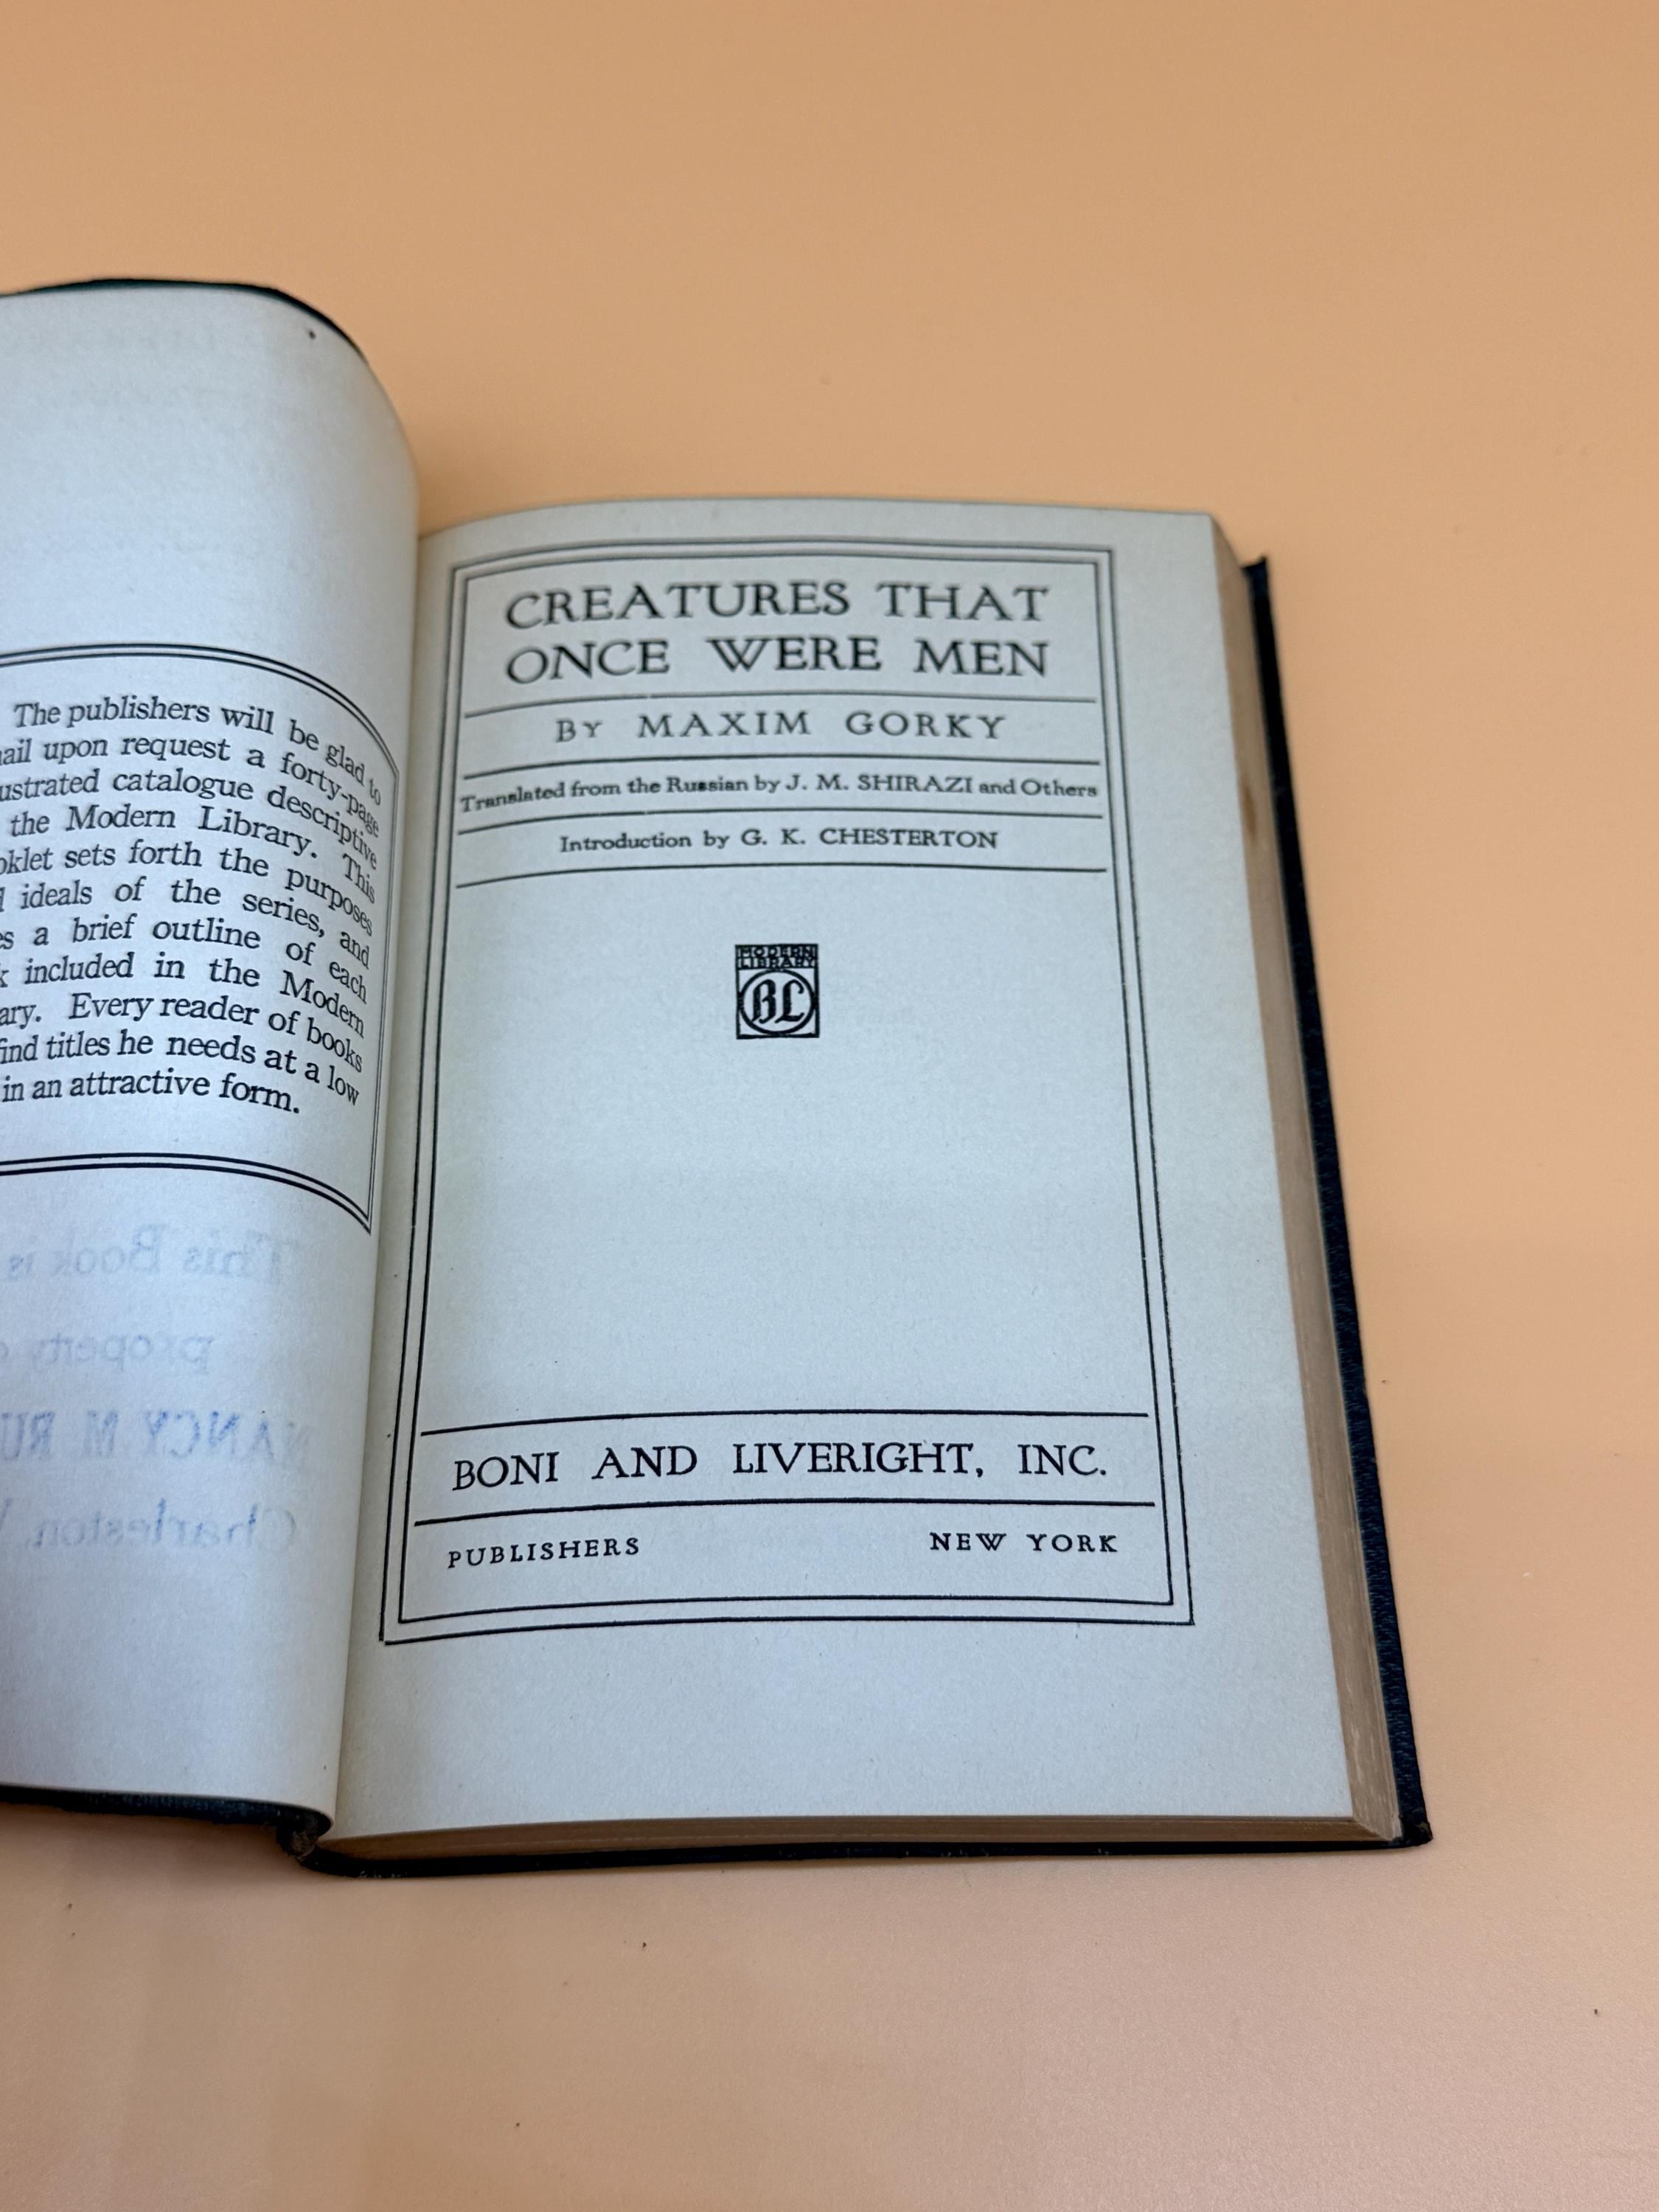 The publishers will be glad to
ail upon request a forty-page
ustrated catalogue descriptive
the Modern Library. This
oklet sets forth the purposes
ideals of the series, and
es a brief outline of each
included in the Modern
ary. Every reader of books
find titles he needs at a low
in an attractive form.
This Book is
property
NANCY M RU
Charleston,
CREATURES THAT
ONCE WERE MEN
BY MAXIM GORKY
Translated from the Russian by J. M. SHIRAZI and Others
Introduction by G. K. CHESTERTON
MODERN
LIBRARY
BL
BONI AND LIVERIGHT, INC.
PUBLISHERS NEW YORK